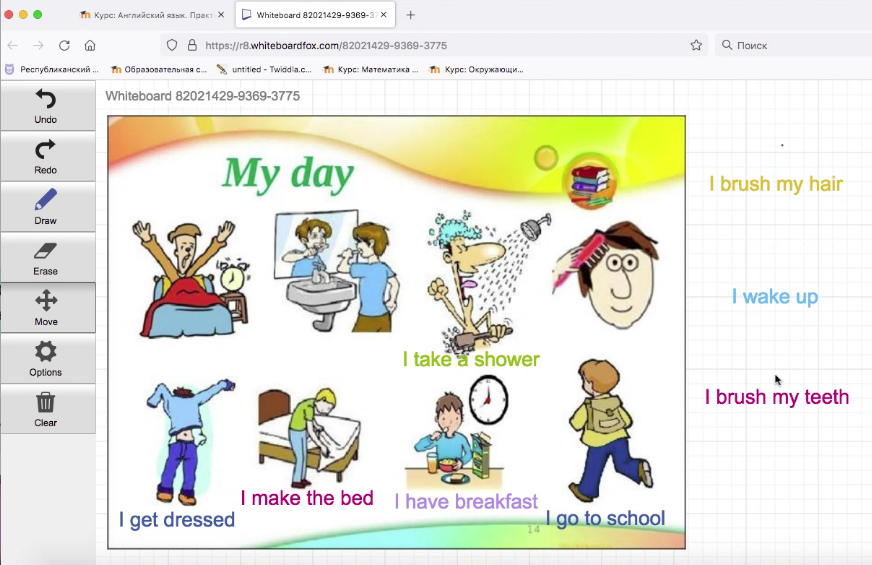 Курс: Английский язык. Практ
Whiteboard 82021429-9369-37
https://r8.whiteboardfox.com/82021429-9369-3775
Поиск
Республиканский ...
Образовательная с...
untitled - Twiddla.c...
Курс: Математика ...
Курс: Окружающи...
Undo
Redo
Draw
Erase
Move
Options
Clear
Whiteboard 82021429-9369-3775
My day
I take a shower
I get dressed
I make the bed
I have breakfast
I go to school
14
I brush my hair
I wake up
I brush my teeth